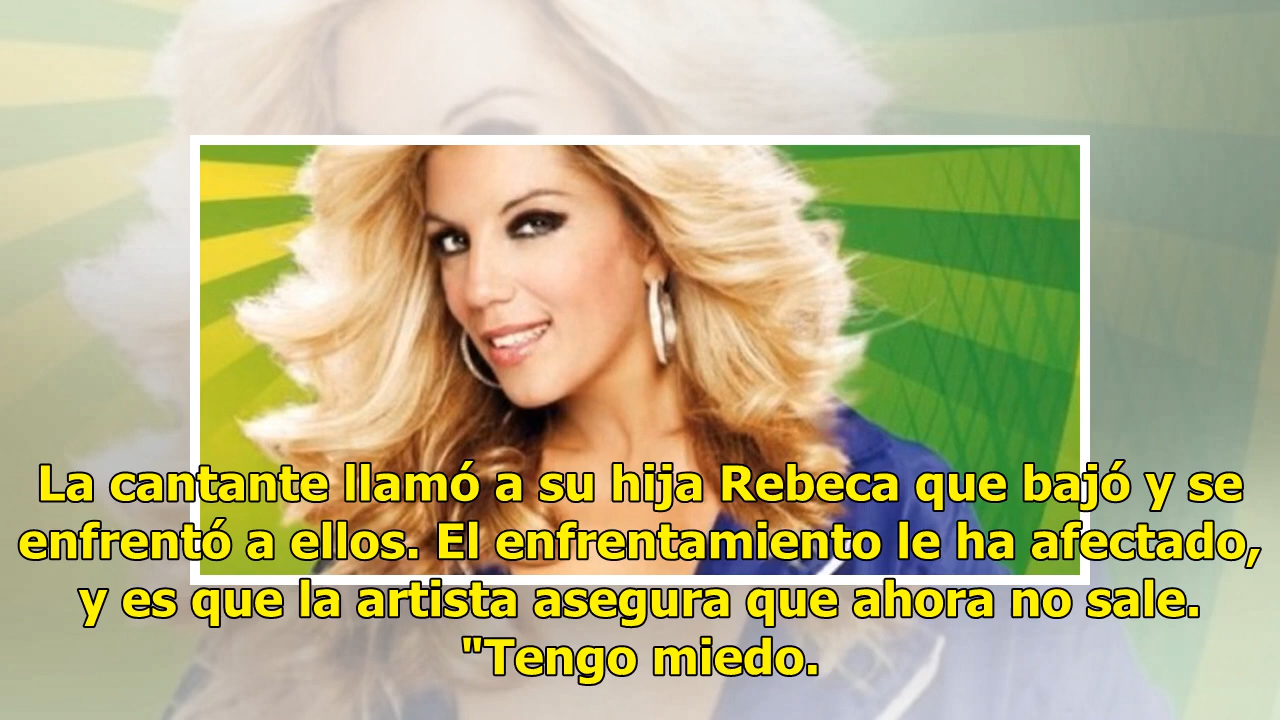 La cantante llamó a su hija Rebeca que bajó y se
enfrentó a ellos. El enfrentamiento le ha afectado,
y es que la artista asegura que ahora no sale.
"Tengo miedo.